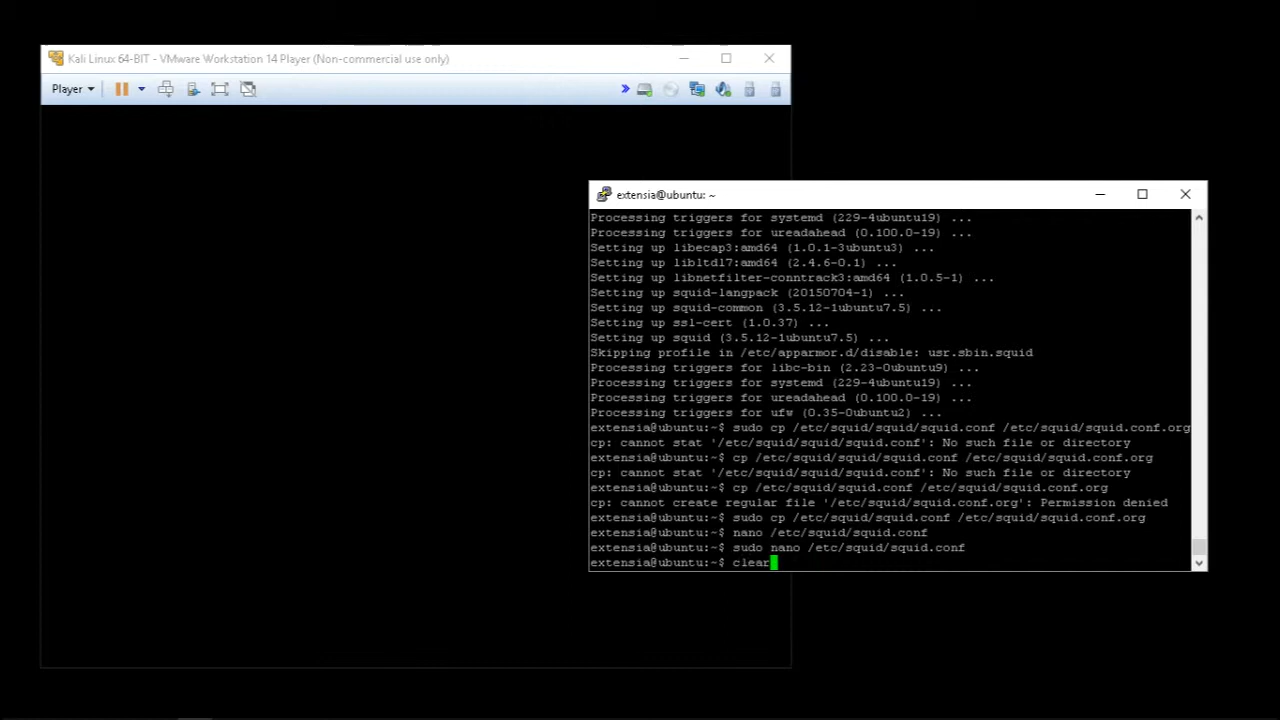 Kali Linux 64-BIT - VMware Workstation 14 Player (Non-commercial use only)
Player
extensia@ubuntu: ~
Processing triggers for systemd (229-4ubuntu19) ...
Processing triggers for ureadahead (0.100.0-19) ...
Setting up libecap3:amd64 (1.0.1-3ubuntu3) ...
Setting up libltdl7:amd64 (2.4.6-0.1) ...
Setting up libnetfilter-conntrack3:amd64 (1.0.5-1) ...
Setting up squid-langpack (20150704-1) ...
Setting up squid-common (3.5.12-1ubuntu7.5) ...
Setting up ssl-cert (1.0.37) ...
Setting up squid (3.5.12-1ubuntu7.5) ...
Skipping profile in /etc/apparmor.d/disable: usr.sbin.squid
Processing triggers for libc-bin (2.23-0ubuntu9) ...
Processing triggers for systemd (229-4ubuntu19) ...
Processing triggers for ureadahead (0.100.0-19) ...
Processing triggers for ufw (0.35-0ubuntu2) ...
extensia@ubuntu:~$ sudo cp /etc/squid/squid/squid.conf /etc/squid/squid.conf.org
cp: cannot stat '/etc/squid/squid/squid.conf': No such file or directory
extensia@ubuntu:~$ cp /etc/squid/squid/squid.conf /etc/squid/squid.conf.org
cp: cannot stat '/etc/squid/squid/squid.conf': No such file or directory
extensia@ubuntu:~$ cp /etc/squid/squid.conf /etc/squid/squid.conf.org
cp: cannot create regular file '/etc/squid/squid.conf.org': Permission denied
extensia@ubuntu:~$ sudo cp /etc/squid/squid.conf /etc/squid/squid.conf.org
extensia@ubuntu:~$ nano /etc/squid/squid.conf
extensia@ubuntu:~$ sudo nano /etc/squid/squid.conf
extensia@ubuntu:~$ clear